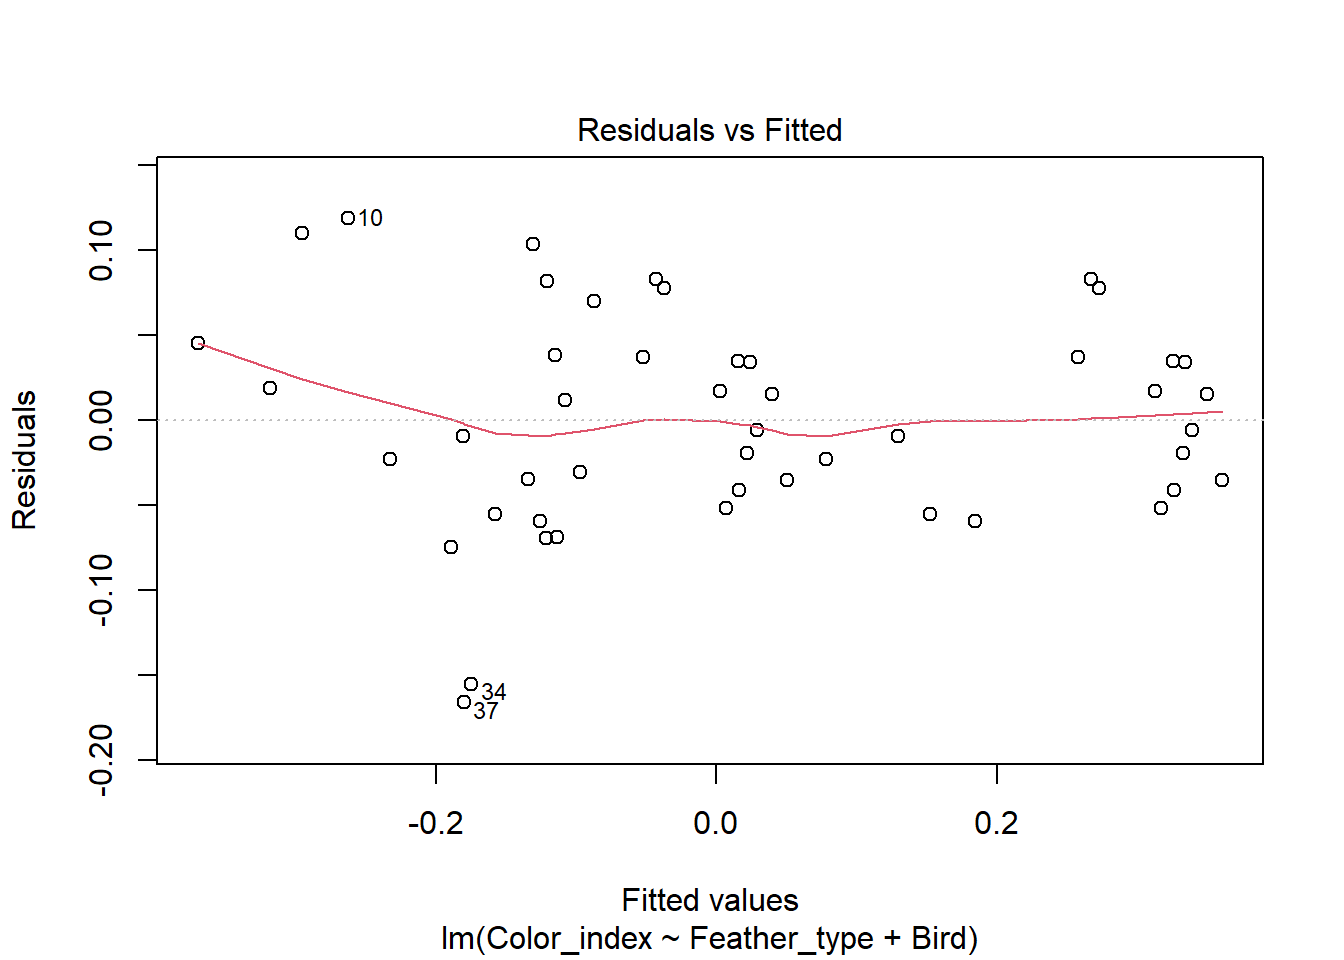 Residuals vs Fitted
Residuals
0.10
0.00
-0.10
-0.20
10
34
37
-0.2 0.0 0.2
Fitted values
lm(Color_index ~ Feather_type + Bird)